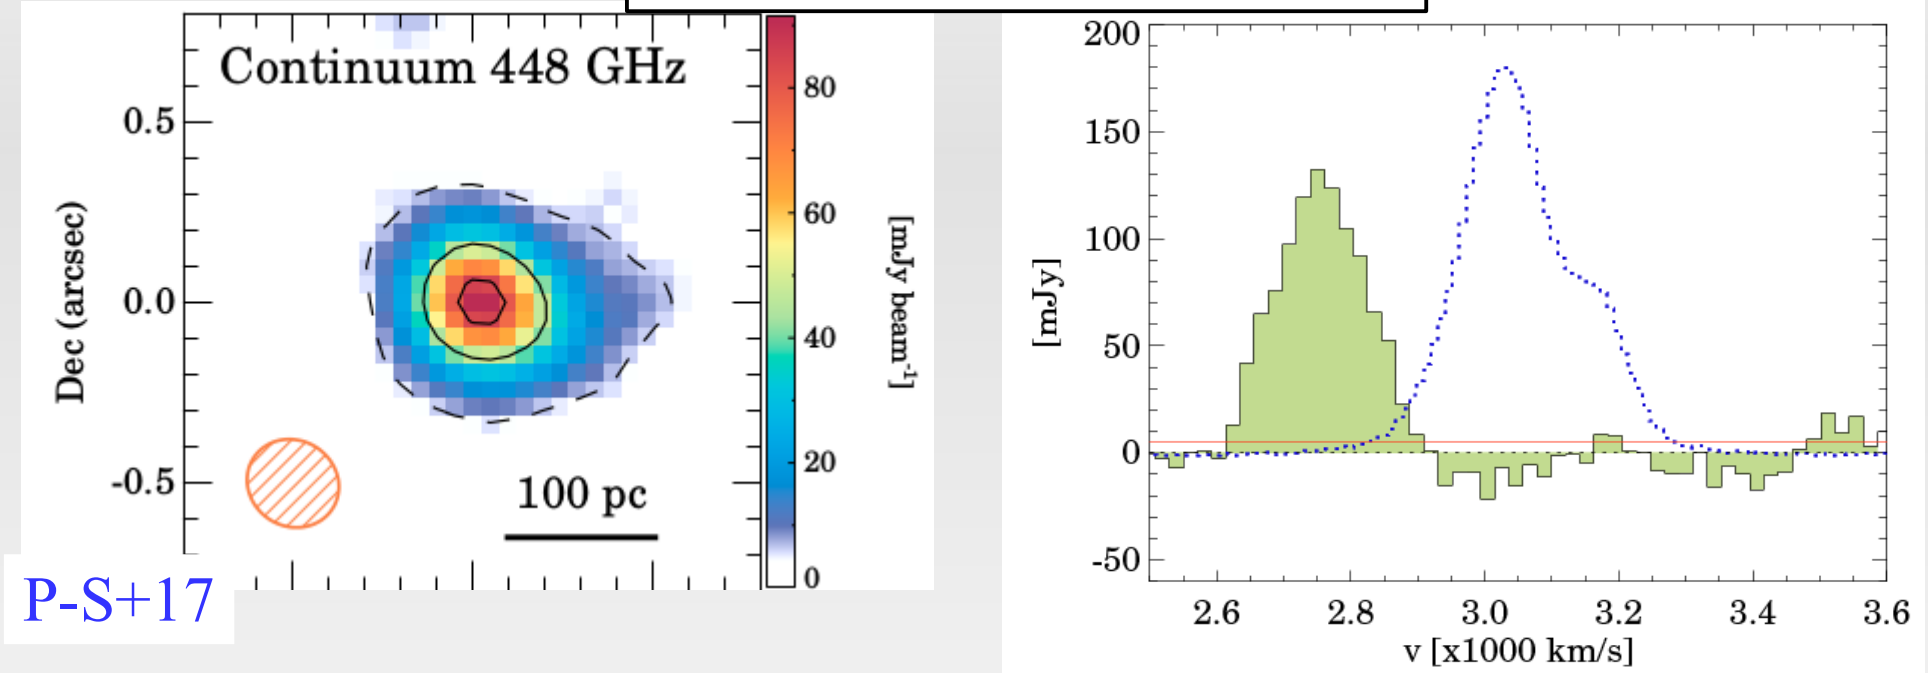 Continuum 448 GHz
0.5
0.0
-0.5
Dec (arcsec)
100 pc
80
60
40
20
0
[mJy beam⁻¹]
P-S+17
200
150
100
50
0
-50
[mJy]
2.6 2.8 3.0 3.2 3.4 3.6
v [x1000 km/s]